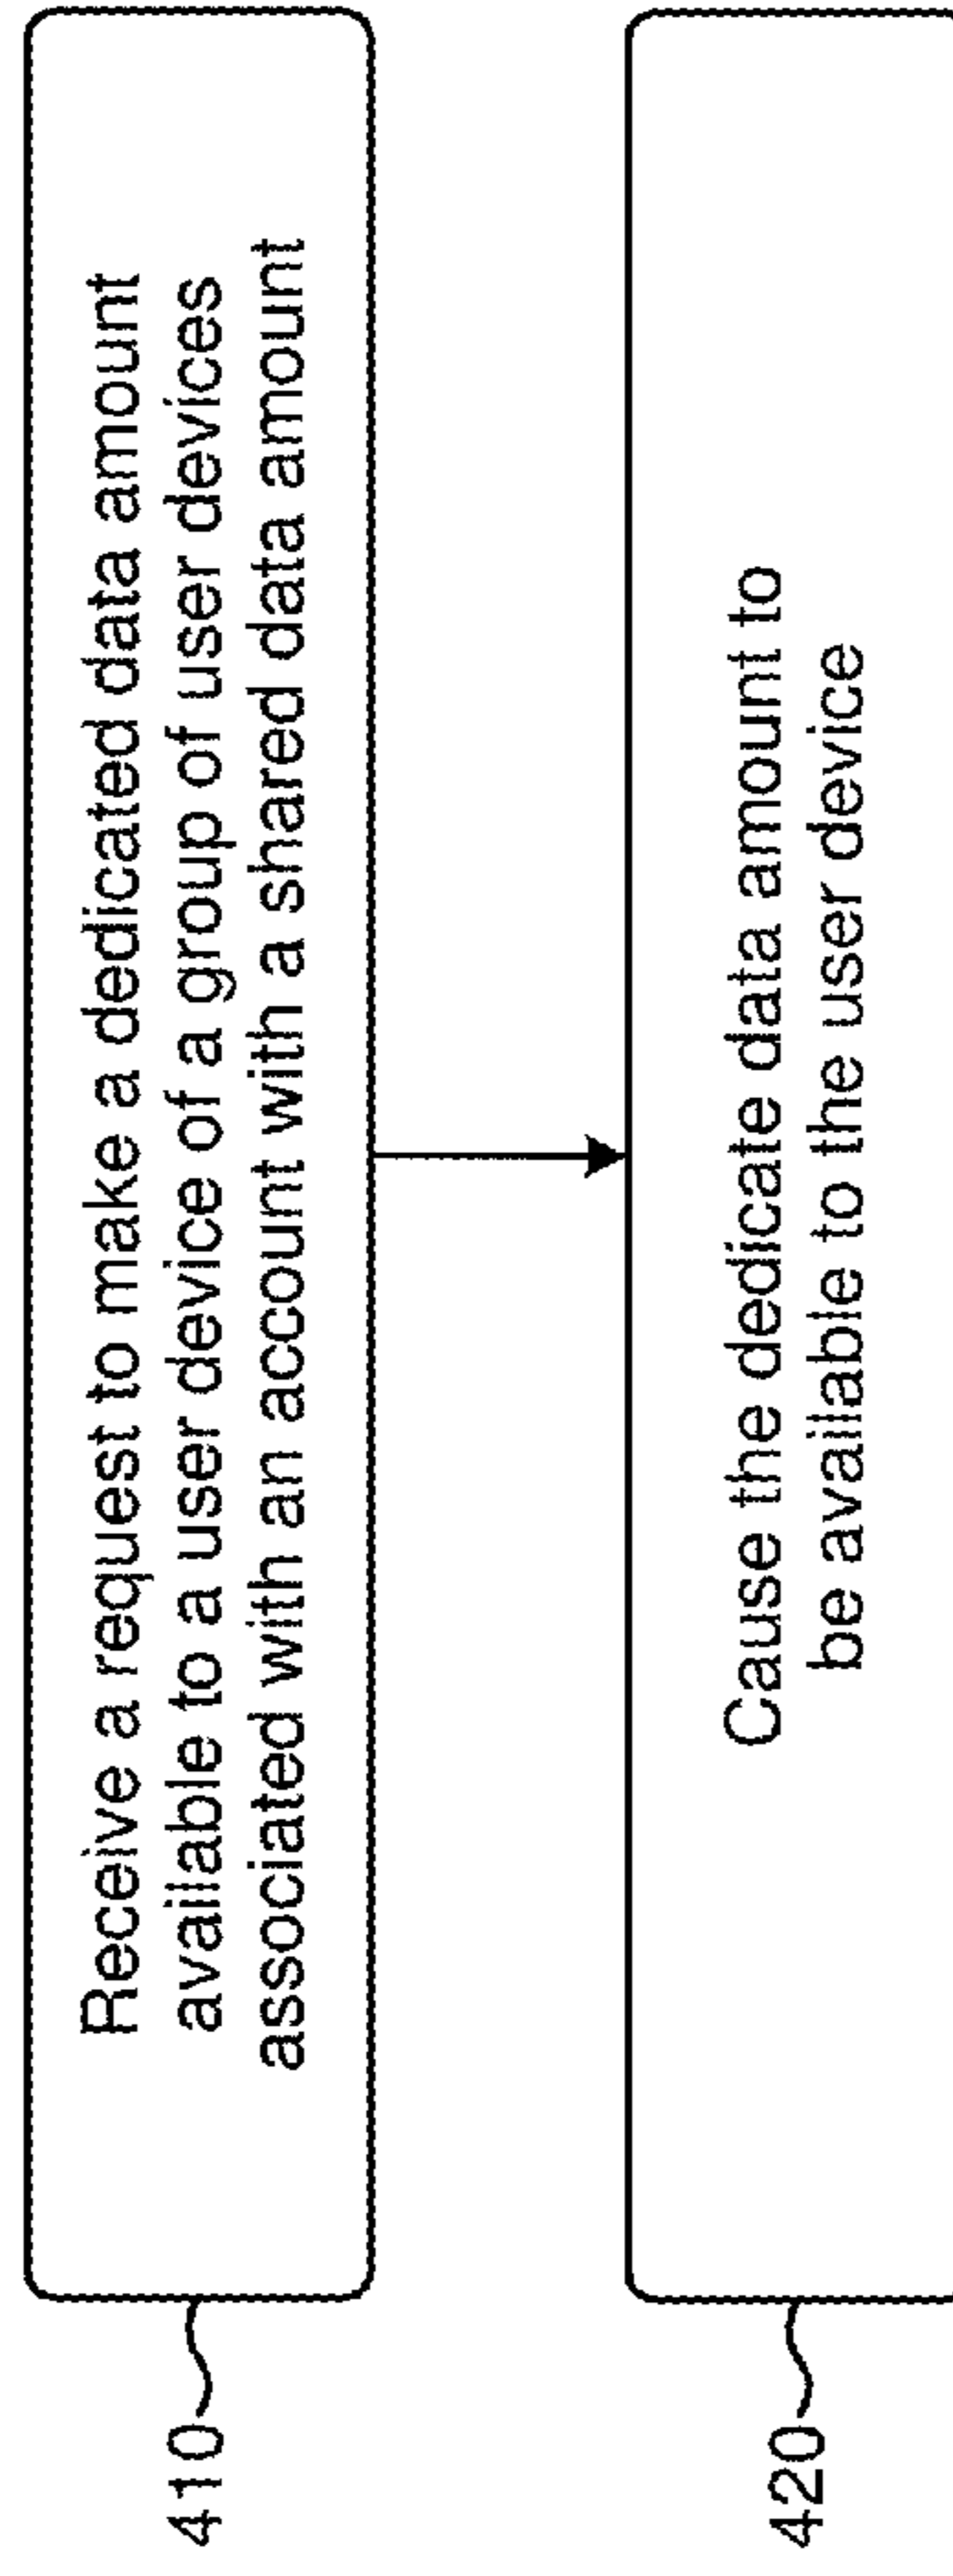 410
Receive a request to make a dedicated data amount
available to a user device of a group of user devices
associated with an account with a shared data amount
420
Cause the dedicate data amount to
be available to the user device